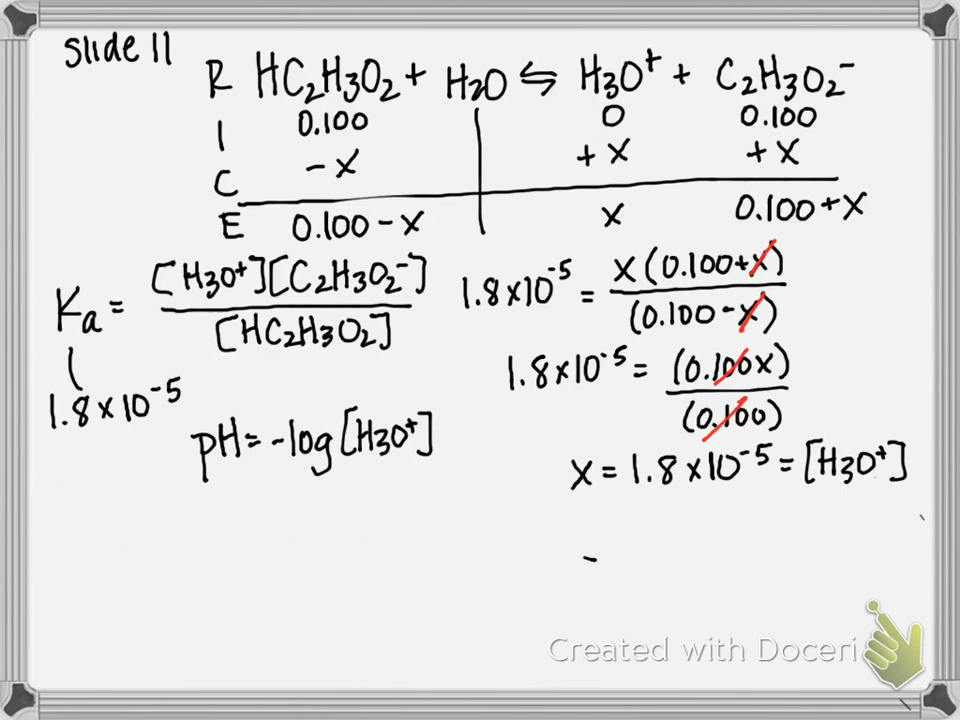 Slide 11
R HC2H3O2 + H2O ⇋ H3O+ + C2H3O2-
I 0.100 0 0.100
C -x +x +x
E 0.100-x x 0.100+x
Ka = [H3O+][C2H3O2-] / [HC2H3O2]
1.8x10-5
pH = -log[H3O+]
1.8x10-5 = x(0.100+x) / (0.100-x)
1.8x10-5 = (0.100x) / (0.100)
x = 1.8x10-5 = [H3O+]
-
Created with Doceri